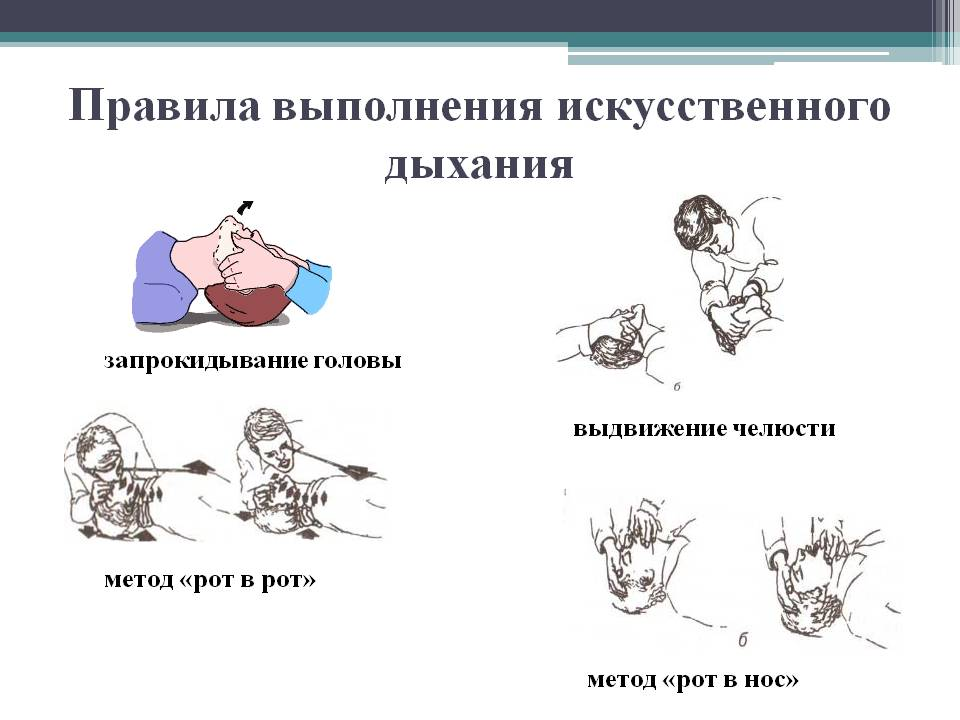 Правила выполнения искусственного
дыхания
запрокидывание головы
б
выдвижение челюсти
метод «рот в рот»
б
метод «рот в нос»